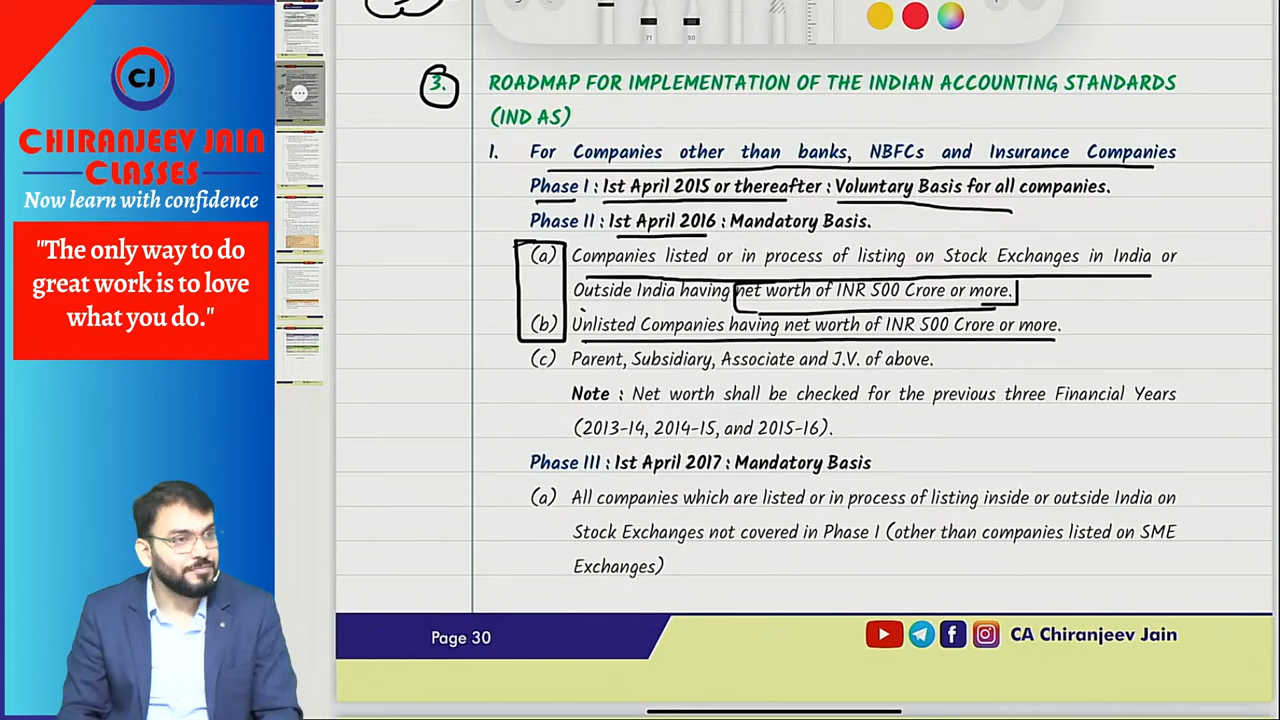 CJ
CHIRANJEEV JAIN
CLASSES
Now learn with confidence
"The only way to do
great work is to love
what you do."
71
50
3. ROADMAP FOR IMPLEMENTATION OF THE INDIAN ACCOUNTING
(IND AS)
For Companies other than banks, NBFC and Insurance
Phase I : 1st April 2015 or thereafter: Voluntary Basis for all companies
Phase II : 1st April 2016:
(a) Companies listed/in process of listing on Stock Exchanges in India or
Outside India having net worth of INR 500 crore or more
(b) Unlisted companies having net worth of INR 500 crore or more.
(c) Parent, Subsidiary, Associate and J.V. of above.
Note : Net worth shall be checked for the previous three Financial Years
(2013-14, 2014-15, and 2015-16).
Phase III : 1st April 2017 : Mandatory Basis
(a) All companies which are listed or in process of listing inside or outside India on
Stock Exchanges not covered in Phase I (other than companies listed on SME
Exchanges)
Page 30
CA Chiranjeev Jain